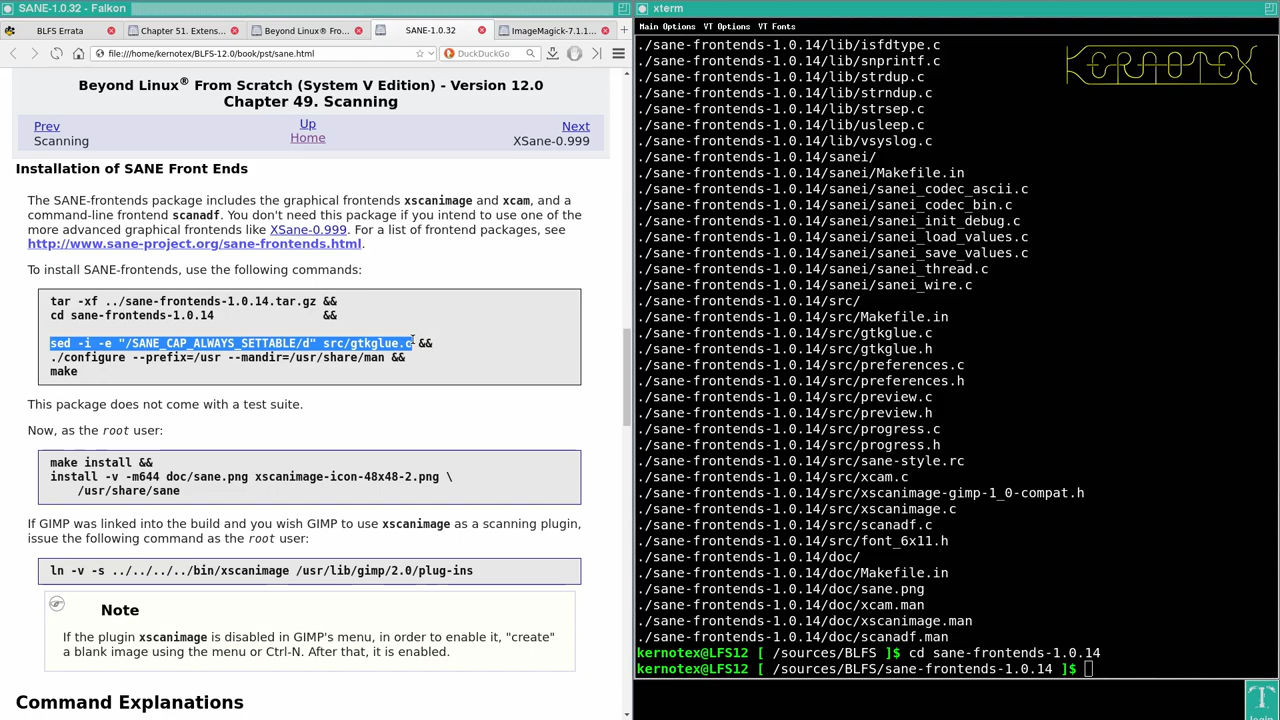 SANE-1.0.32 - Falkon
BLFS Errata
Chapter 51. Extens...
Beyond Linux® Fro...
SANE-1.0.32
ImageMagick-7.1.1...
file:///home/kernotex/BLFS-12.0/book/pst/sane.html
DuckDuckGo
Beyond Linux® From Scratch (System V Edition) - Version 12.0
Chapter 49. Scanning
Prev
Up
Next
Scanning
Home
XSane-0.999
Installation of SANE Front Ends
The SANE-frontends package includes the graphical frontends xscanimage and xcam, and a
command-line frontend scanadf. You don't need this package if you intend to use one of the
more advanced graphical frontends like XSane-0.999. For a list of frontend packages, see
http://www.sane-project.org/sane-frontends.html.
To install SANE-frontends, use the following commands:
tar -xf ../sane-frontends-1.0.14.tar.gz &&
cd sane-frontends-1.0.14 &&
sed -i -e "/SANE_CAP_ALWAYS_SETTABLE/d" src/gtkglue.c &&
./configure --prefix=/usr --mandir=/usr/share/man &&
make
This package does not come with a test suite.
Now, as the root user:
make install &&
install -v -m644 doc/sane.png xscanimage-icon-48x48-2.png \
/usr/share/sane
If GIMP was linked into the build and you wish GIMP to use xscanimage as a scanning plugin,
issue the following command as the root user:
ln -v -s ../../../../bin/xscanimage /usr/lib/gimp/2.0/plug-ins
Note
If the plugin xscanimage is disabled in GIMP's menu, in order to enable it, "create"
a blank image using the menu or Ctrl-N. After that, it is enabled.
Command Explanations
xterm
Main Options VT Options VT Fonts
KERNOTEX
./sane-frontends-1.0.14/lib/isfdtype.c
./sane-frontends-1.0.14/lib/snprintf.c
./sane-frontends-1.0.14/lib/strdup.c
./sane-frontends-1.0.14/lib/strndup.c
./sane-frontends-1.0.14/lib/strsep.c
./sane-frontends-1.0.14/lib/usleep.c
./sane-frontends-1.0.14/lib/vsyslog.c
./sane-frontends-1.0.14/sanei/
./sane-frontends-1.0.14/sanei/Makefile.in
./sane-frontends-1.0.14/sanei/sanei_codec_ascii.c
./sane-frontends-1.0.14/sanei/sanei_codec_bin.c
./sane-frontends-1.0.14/sanei/sanei_init_debug.c
./sane-frontends-1.0.14/sanei/sanei_load_values.c
./sane-frontends-1.0.14/sanei/sanei_save_values.c
./sane-frontends-1.0.14/sanei/sanei_thread.c
./sane-frontends-1.0.14/sanei/sanei_wire.c
./sane-frontends-1.0.14/src/
./sane-frontends-1.0.14/src/Makefile.in
./sane-frontends-1.0.14/src/gtkglue.c
./sane-frontends-1.0.14/src/gtkglue.h
./sane-frontends-1.0.14/src/preferences.c
./sane-frontends-1.0.14/src/preferences.h
./sane-frontends-1.0.14/src/preview.c
./sane-frontends-1.0.14/src/preview.h
./sane-frontends-1.0.14/src/progress.c
./sane-frontends-1.0.14/src/progress.h
./sane-frontends-1.0.14/src/sane-style.rc
./sane-frontends-1.0.14/src/xcam.c
./sane-frontends-1.0.14/src/xscanimage-gimp-1_0-compat.h
./sane-frontends-1.0.14/src/xscanimage.c
./sane-frontends-1.0.14/src/scanadf.c
./sane-frontends-1.0.14/src/font_6x11.h
./sane-frontends-1.0.14/doc/
./sane-frontends-1.0.14/doc/Makefile.in
./sane-frontends-1.0.14/doc/sane.png
./sane-frontends-1.0.14/doc/xcam.man
./sane-frontends-1.0.14/doc/xscanimage.man
./sane-frontends-1.0.14/doc/scanadf.man
kernotex@LFS12 [ /sources/BLFS ]$ cd sane-frontends-1.0.14
kernotex@LFS12 [ /sources/BLFS/sane-frontends-1.0.14 ]$
T
login